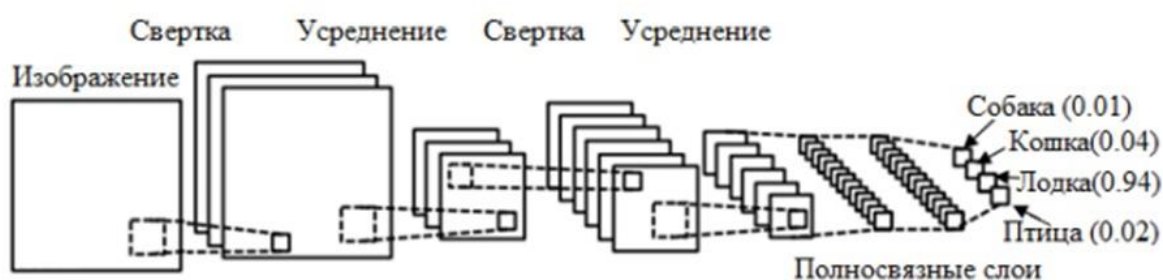 Свертка Усреднение Свертка Усреднение
Изображение
Собака (0.01)
Кошка(0.04)
Лодка(0.94)
Птица (0.02)
Полносвязные слои